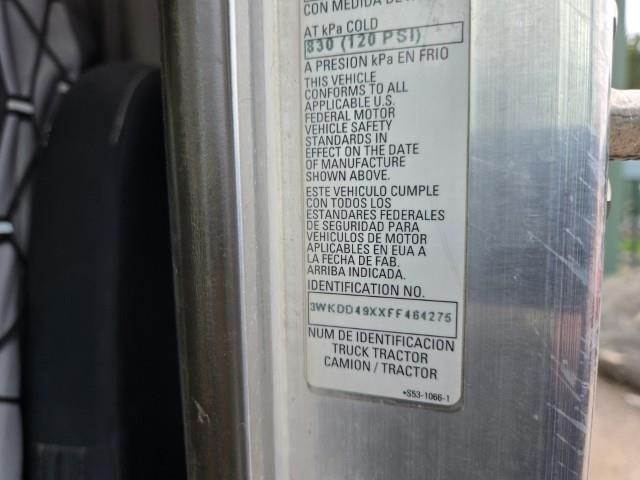 CON MEDIDA DE
AT kPa COLD
830 (120 PSI)
A PRESION kPa EN FRIO
THIS VEHICLE
CONFORMS TO ALL
APPLICABLE U.S.
FEDERAL MOTOR
VEHICLE SAFETY
STANDARDS IN
EFFECT ON THE DATE
OF MANUFACTURE
SHOWN ABOVE.
ESTE VEHICULO CUMPLE
CON TODOS LOS
ESTANDARES FEDERALES
DE SEGURIDAD PARA
VEHICULOS DE MOTOR
APLICABLES EN EUA A
LA FECHA DE FAB.
ARRIBA INDICADA.
IDENTIFICATION NO.
3WKDD49XXFF464275
NUM DE IDENTIFICACION
TRUCK TRACTOR
CAMION / TRACTOR
*S53-1066-1